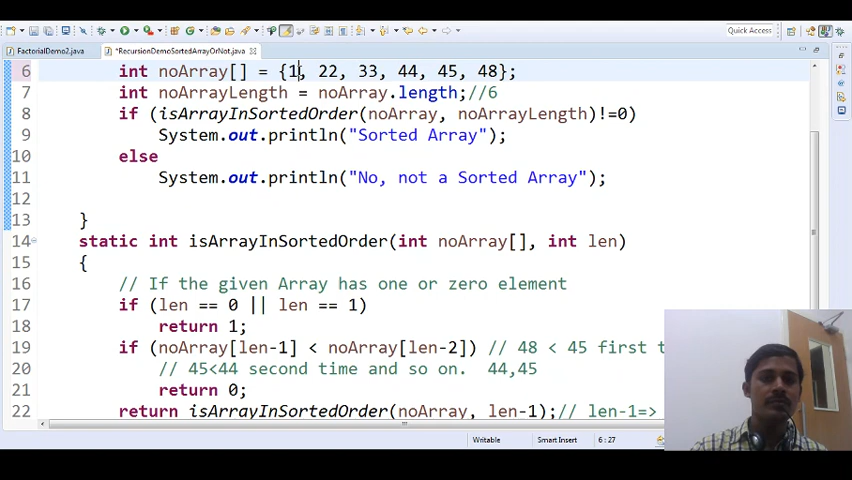 Quick Access
FactorialDemo2.java
*RecursionDemoSortedArrayOrNot.java
6 int noArray[] = {1, 22, 33, 44, 45, 48};
7 int noArrayLength = noArray.length;//6
8 if (isArrayInSortedOrder(noArray, noArrayLength)!=0)
9 System.out.println("Sorted Array");
10 else
11 System.out.println("No, not a Sorted Array");
12
13 }
14 static int isArrayInSortedOrder(int noArray[], int len)
15 {
16 // If the given Array has one or zero element
17 if (len == 0 || len == 1)
18 return 1;
19 if (noArray[len-1] < noArray[len-2]) // 48 < 45 first t
20 // 45<44 second time and so on. 44,45
21 return 0;
22 return isArrayInSortedOrder(noArray, len-1);// len-1=>
Writable Smart Insert 6 : 27